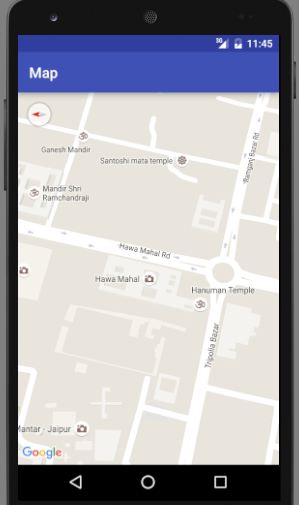 3G 11:45
Map
Ganesh Mandir
Ramganj Bazar Rd
Santoshi mata temple
Mandir Shri
Ramchandraji
Hawa Mahal Rd
Hawa Mahal
Hanuman Temple
Tripolia Bazar
Mantar - Jaipur
Google